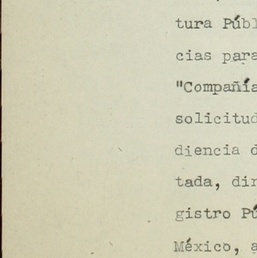 tura Públ
cias para
"Compañía
solicitud
diencia d
tada, dir
gistro Pú
México, a